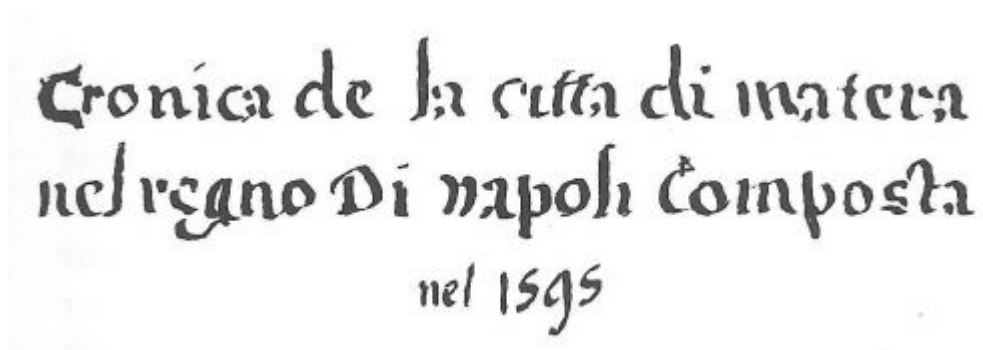 Cronica de la citta di matera
nel regno Di napoli Composta
nel 1595